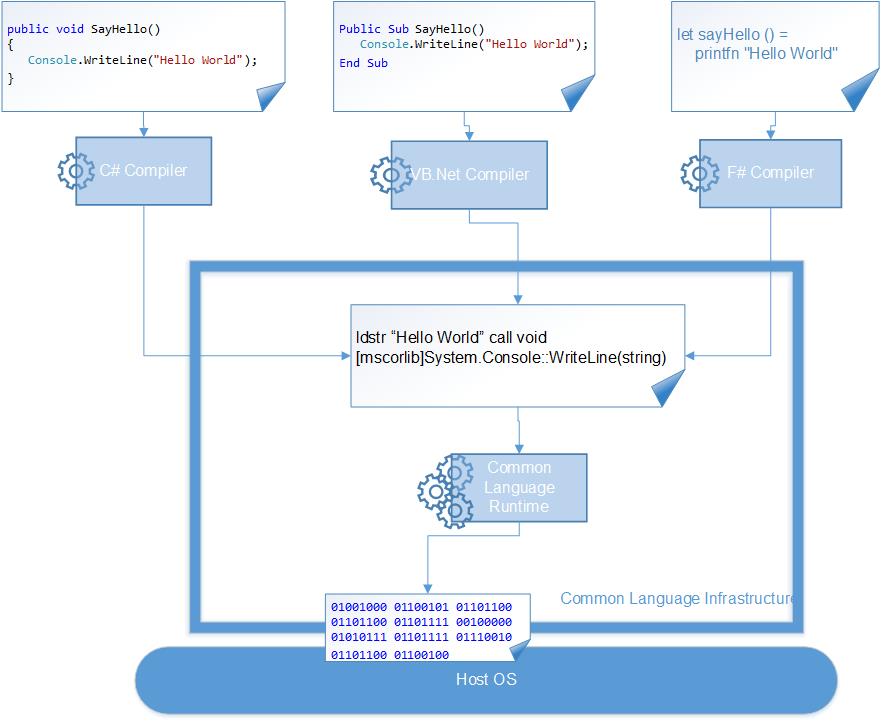 public void SayHello()
{
Console.WriteLine("Hello World");
}
Public Sub SayHello()
Console.WriteLine("Hello World");
End Sub
let sayHello () =
printfn "Hello World"
C# Compiler
VB.Net Compiler
F# Compiler
ldstr “Hello World” call void
[mscorlib]System.Console::WriteLine(string)
Common
Language
Runtime
Common Language Infrastructure
01001000 01100101 01101100
01101100 01101111 00100000
01010111 01101111 01110010
01101100 01100100
Host OS